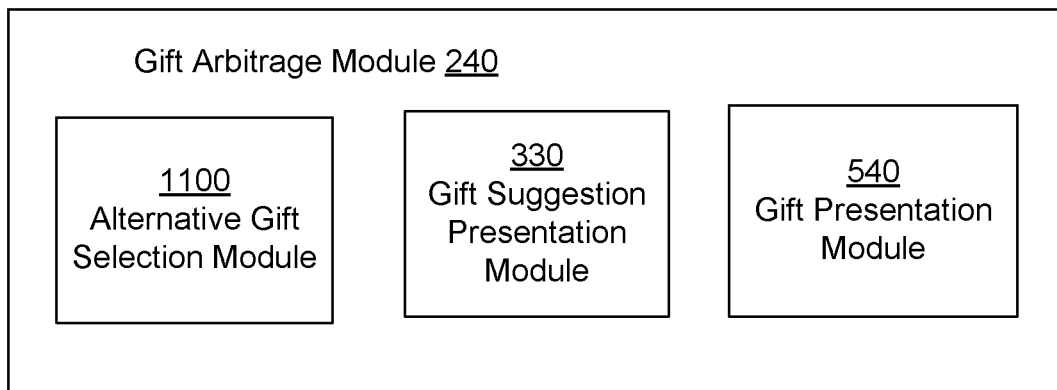 Gift Arbitrage Module 240
1100
Alternative Gift
Selection Module
330
Gift Suggestion
Presentation
Module
540
Gift Presentation
Module